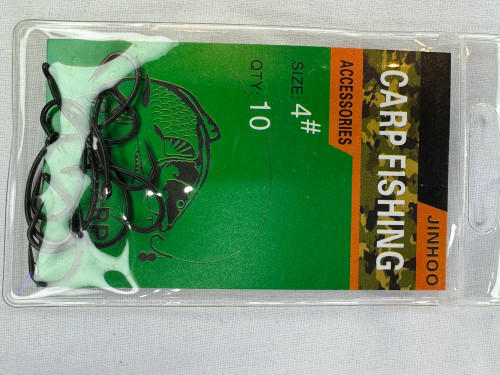 JINHOO
CARP FISHING
ACCESSORIES
SIZE: 4#
QTY: 10